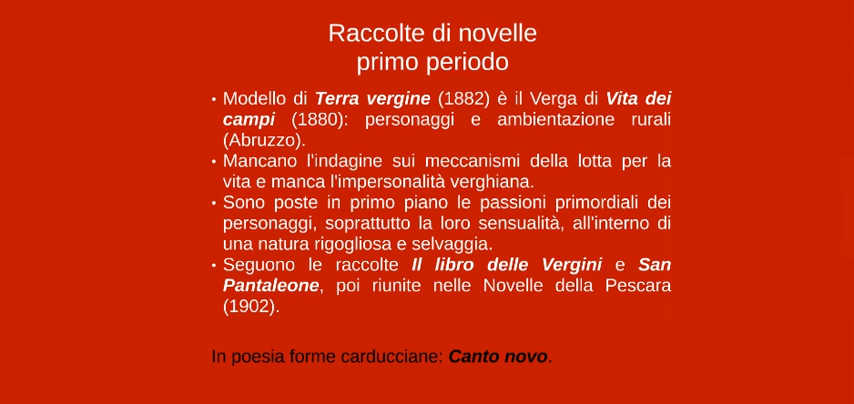 Raccolte di novelle
primo periodo
• Modello di Terra vergine (1882) è il Verga di Vita dei
campi (1880): personaggi e ambientazione rurali
(Abruzzo).
• Mancano l'indagine sui meccanismi della lotta per la
vita e manca l'impersonalità verghiana.
• Sono poste in primo piano le passioni primordiali dei
personaggi, soprattutto la loro sensualità, all'interno di
una natura rigogliosa e selvaggia.
• Seguono le raccolte Il libro delle Vergini e San
Pantaleone, poi riunite nelle Novelle della Pescara
(1902).
In poesia forme carducciane: Canto novo.